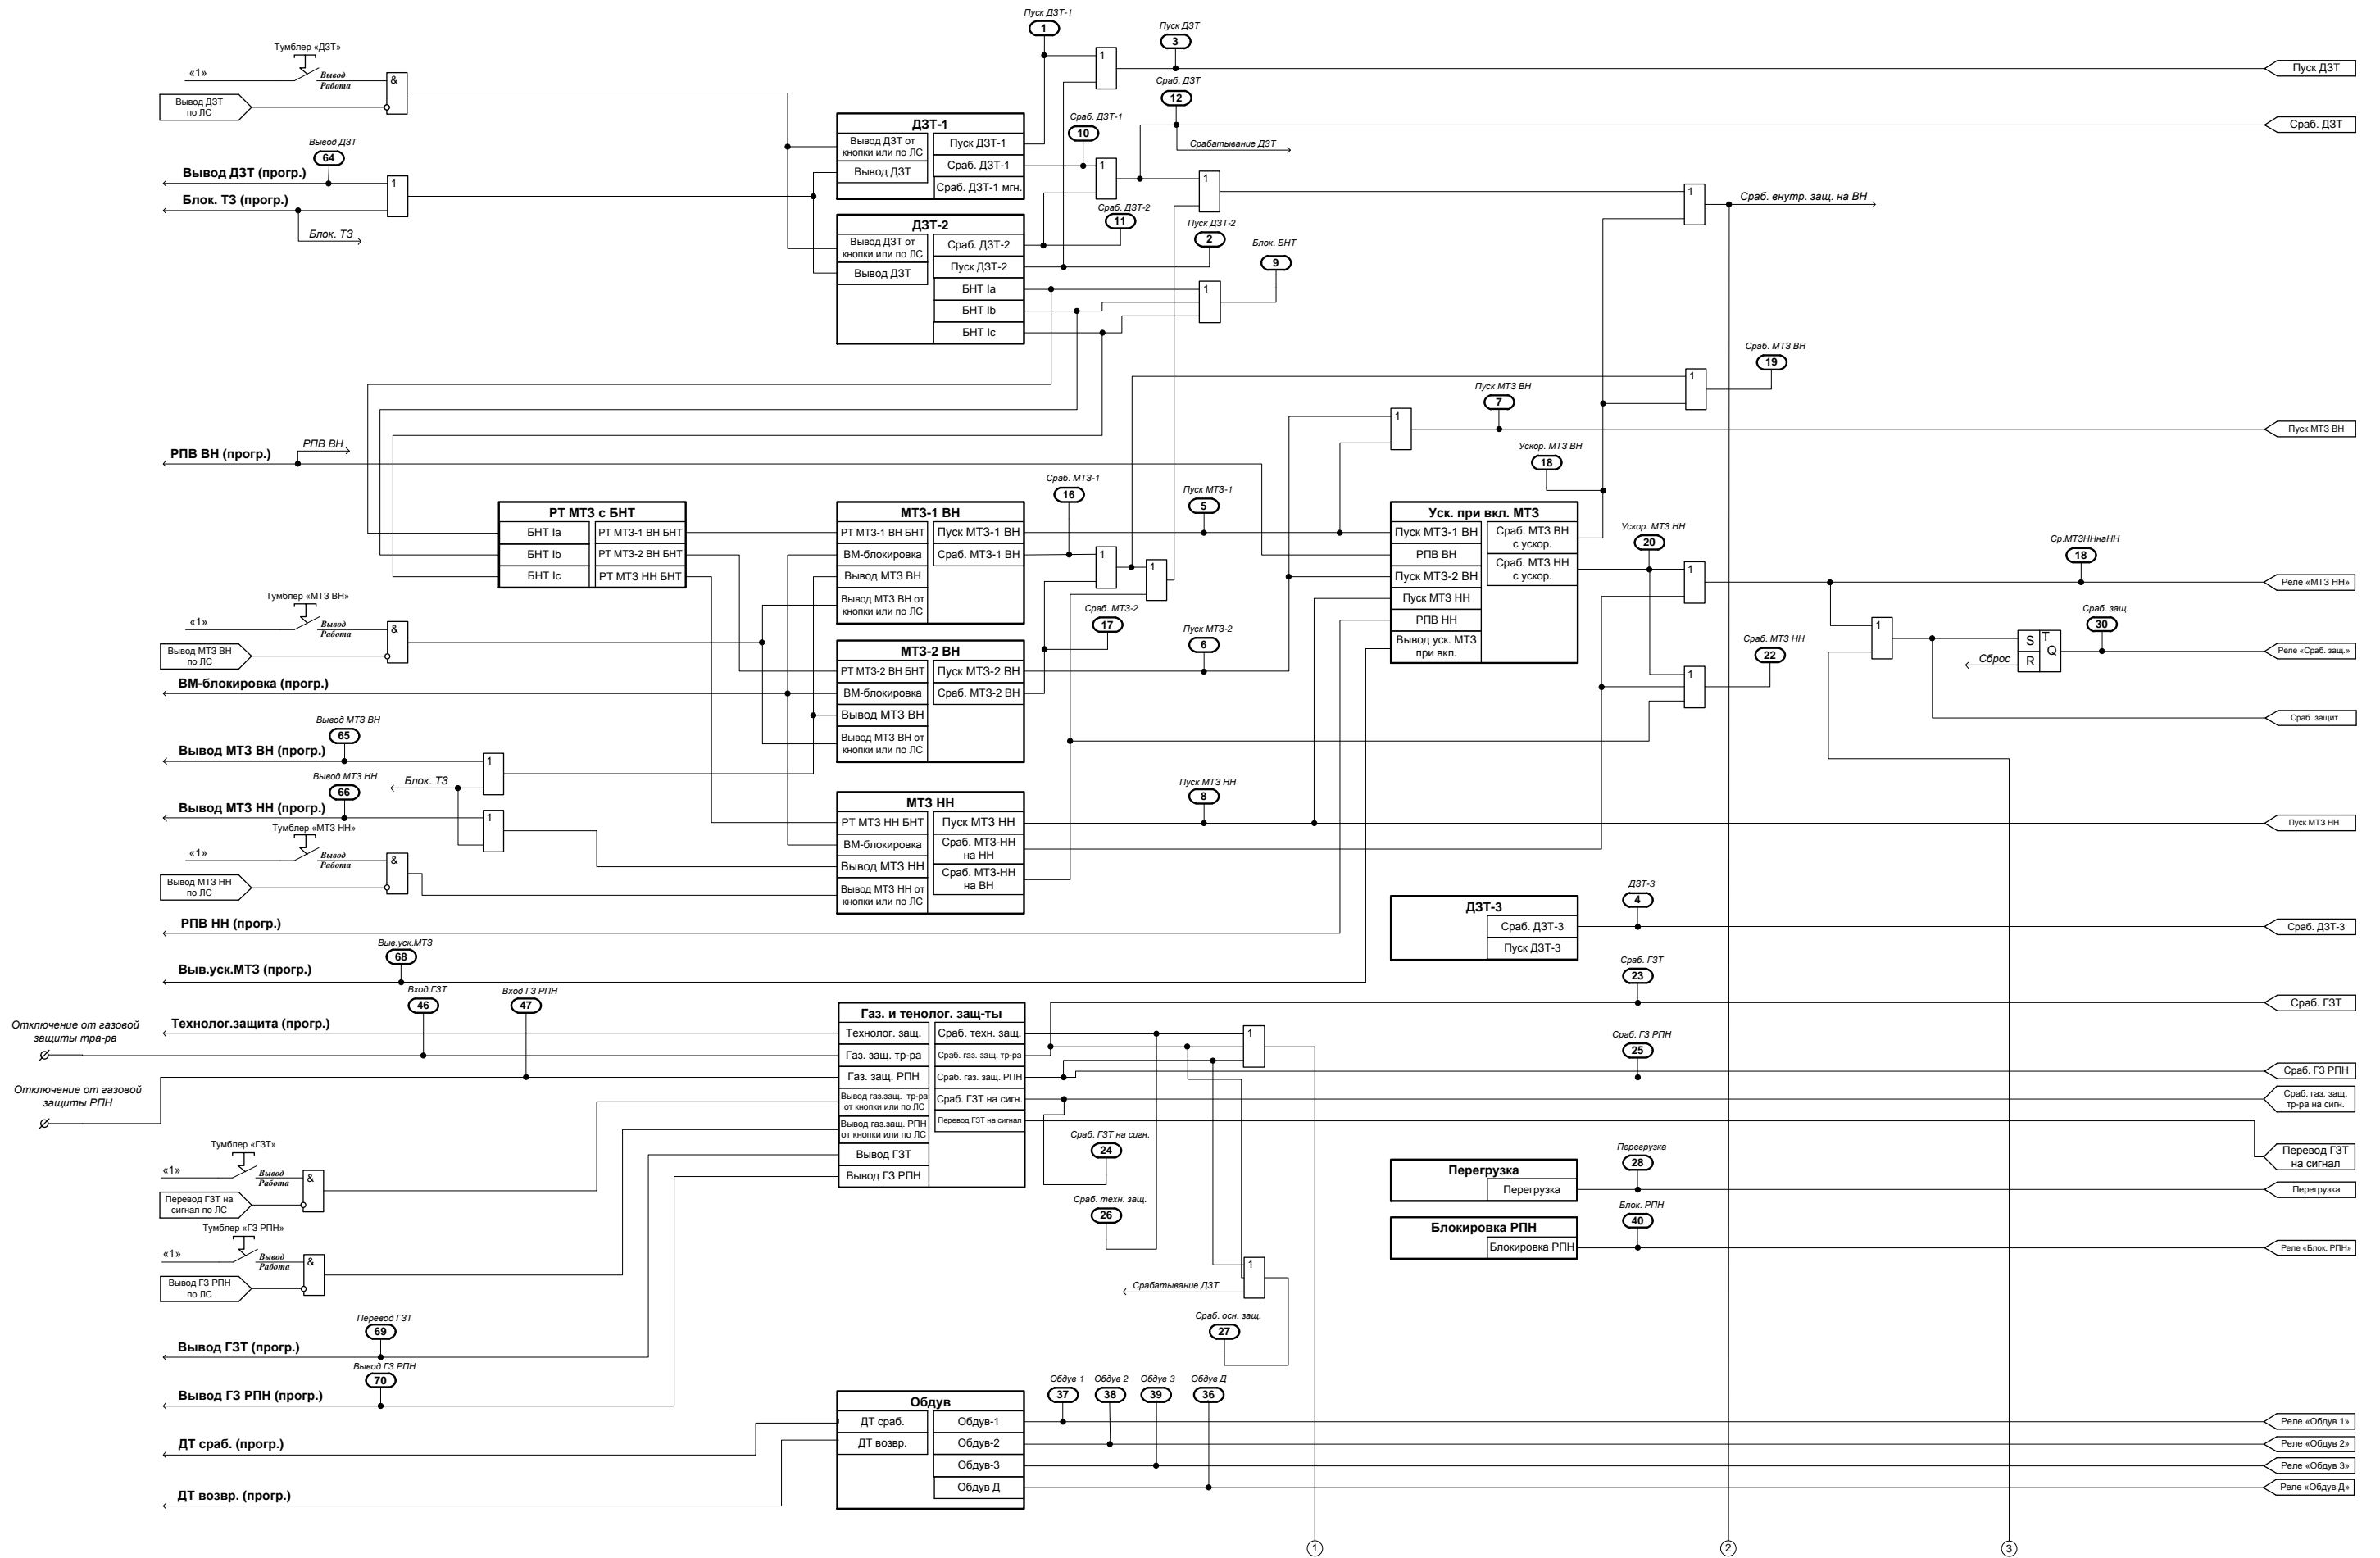 Пуск ДЗТ-1
1
Пуск ДЗТ
3
Тумблер «ДЗТ»
«1»
Вывод
Работа
&
1
Пуск ДЗТ
Сраб. ДЗТ
12
Вывод ДЗТ
по ЛС
Сраб. ДЗТ-1
10
Сраб. ДЗТ
Срабатывание ДЗТ
ДЗТ-1
Вывод ДЗТ от
кнопки или по ЛС
Пуск ДЗТ-1
Вывод ДЗТ
Сраб. ДЗТ-1
Сраб. ДЗТ-1 мгн.
Вывод ДЗТ
64
Вывод ДЗТ (прогр.)
1
Блок. ТЗ (прогр.)
Блок. ТЗ
1
1
1
Сраб. внутр. защ. на ВН
ДЗТ-2
Вывод ДЗТ от
кнопки или по ЛС
Сраб. ДЗТ-2
Вывод ДЗТ
Пуск ДЗТ-2
БНТ Ia
БНТ Ib
БНТ Ic
Сраб. ДЗТ-2
11
Пуск ДЗТ-2
2
Блок. БНТ
9
1
Сраб. МТЗ ВН
19
1
Пуск МТЗ ВН
7
1
Пуск МТЗ ВН
РПВ ВН
РПВ ВН (прогр.)
Ускор. МТЗ ВН
18
Сраб. МТЗ-1
16
Пуск МТЗ-1
5
РТ МТЗ с БНТ
БНТ Ia
РТ МТЗ-1 ВН БНТ
БНТ Ib
РТ МТЗ-2 ВН БНТ
БНТ Ic
РТ МТЗ НН БНТ
МТЗ-1 ВН
РТ МТЗ-1 ВН БНТ
Пуск МТЗ-1 ВН
ВМ-блокировка
Сраб. МТЗ-1 ВН
Вывод МТЗ ВН
Вывод МТЗ ВН от
кнопки или по ЛС
1
1
Уск. при вкл. МТЗ
Пуск МТЗ-1 ВН
Сраб. МТЗ ВН
с ускор.
РПВ ВН
Сраб. МТЗ НН
с ускор.
Пуск МТЗ-2 ВН
Пуск МТЗ НН
РПВ НН
Вывод уск. МТЗ
при вкл.
Ускор. МТЗ НН
20
1
Ср.МТЗННнаНН
18
Реле «МТЗ НН»
Тумблер «МТЗ ВН»
«1»
Вывод
Работа
&
Вывод МТЗ ВН
по ЛС
Сраб. МТЗ-2
17
Пуск МТЗ-2
6
Сраб. МТЗ НН
22
1
1
Сброс
S
T
R
Q
Сраб. защ.
30
Реле «Сраб. защ.»
МТЗ-2 ВН
РТ МТЗ-2 ВН БНТ
Пуск МТЗ-2 ВН
ВМ-блокировка
Сраб. МТЗ-2 ВН
Вывод МТЗ ВН
Вывод МТЗ ВН от
кнопки или по ЛС
ВМ-блокировка (прогр.)
Сраб. защит
Вывод МТЗ ВН
65
Вывод МТЗ ВН (прогр.)
1
Вывод МТЗ НН
66
Блок. ТЗ
Вывод МТЗ НН (прогр.)
1
Пуск МТЗ НН
8
МТЗ НН
РТ МТЗ НН БНТ
Пуск МТЗ НН
ВМ-блокировка
Сраб. МТЗ-НН
на НН
Вывод МТЗ НН
Сраб. МТЗ-НН
на ВН
Вывод МТЗ НН от
кнопки или по ЛС
Пуск МТЗ НН
Тумблер «МТЗ НН»
«1»
Вывод
Работа
&
Вывод МТЗ НН
по ЛС
РПВ НН (прогр.)
ДЗТ-3
4
ДЗТ-3
Сраб. ДЗТ-3
Пуск ДЗТ-3
Сраб. ДЗТ-3
Выв.уск.МТЗ
68
Выв.уск.МТЗ (прогр.)
Сраб. ГЗТ
23
Сраб. ГЗТ
Вход ГЗТ
46
Вход ГЗ РПН
47
Отключение от газовой
защиты тра-ра
Технолог.защита (прогр.)
Газ. и тенолог. защ-ты
Технолог. защ.
Сраб. техн. защ.
Газ. защ. тр-ра
Сраб. газ. защ. тр-ра
Газ. защ. РПН
Сраб. газ. защ. РПН
Вывод газ.защ. тр-ра
от кнопки или по ЛС
Сраб. ГЗТ на сигн.
Вывод газ.защ. РПН
от кнопки или по ЛС
Перевод ГЗТ на сигнал
Вывод ГЗТ
Вывод ГЗ РПН
1
Сраб. ГЗ РПН
25
Сраб. ГЗ РПН
Отключение от газовой
защиты РПН
Сраб. газ. защ.
тр-ра на сигн.
Сраб. ГЗТ на сигн.
24
Перевод ГЗТ
на сигнал
Тумблер «ГЗТ»
«1»
Вывод
Работа
&
Перевод ГЗТ на
сигнал по ЛС
Перегрузка
28
Перегрузка
Перегрузка
Перегрузка
Сраб. техн. защ.
26
Блок. РПН
40
Блокировка РПН
Блокировка РПН
Реле «Блок. РПН»
Тумблер «ГЗ РПН»
«1»
Вывод
Работа
&
Вывод ГЗ РПН
по ЛС
1
Срабатывание ДЗТ
Сраб. осн. защ.
27
Перевод ГЗТ
69
Вывод ГЗТ (прогр.)
Вывод ГЗ РПН
70
Вывод ГЗ РПН (прогр.)
Обдув 1
37
Обдув 2
38
Обдув 3
39
Обдув Д
36
Обдув
ДТ сраб.
Обдув-1
ДТ возвр.
Обдув-2
Обдув-3
Обдув Д
Реле «Обдув 1»
Реле «Обдув 2»
Реле «Обдув 3»
Реле «Обдув Д»
ДТ сраб. (прогр.)
ДТ возвр. (прогр.)
1
2
3